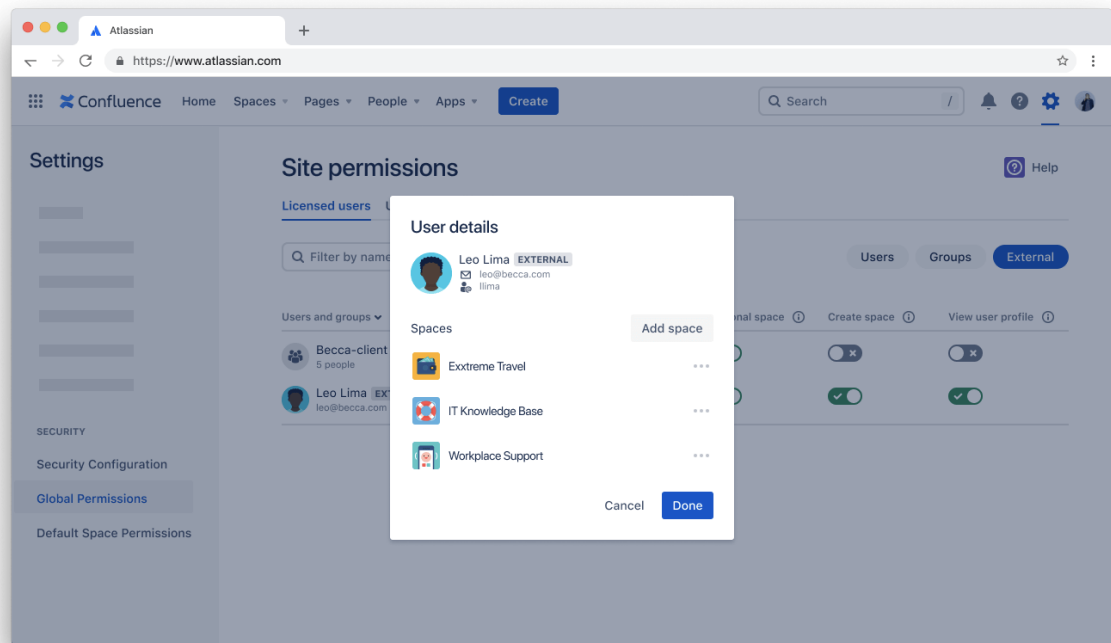 Atlassian
https://www.atlassian.com
Confluence Home Spaces Pages People Apps Create Search /
Settings
Site permissions
Help
Licensed users
Filter by name
Users Groups External
Users and groups
Create space
View user profile
Becca-client
5 people
Leo Lima
leo@becca.com
SECURITY
Security Configuration
Global Permissions
Default Space Permissions
User details
Leo Lima EXTERNAL
leo@becca.com
llima
Spaces
Add space
Exxtreme Travel
IT Knowledge Base
Workplace Support
Cancel Done